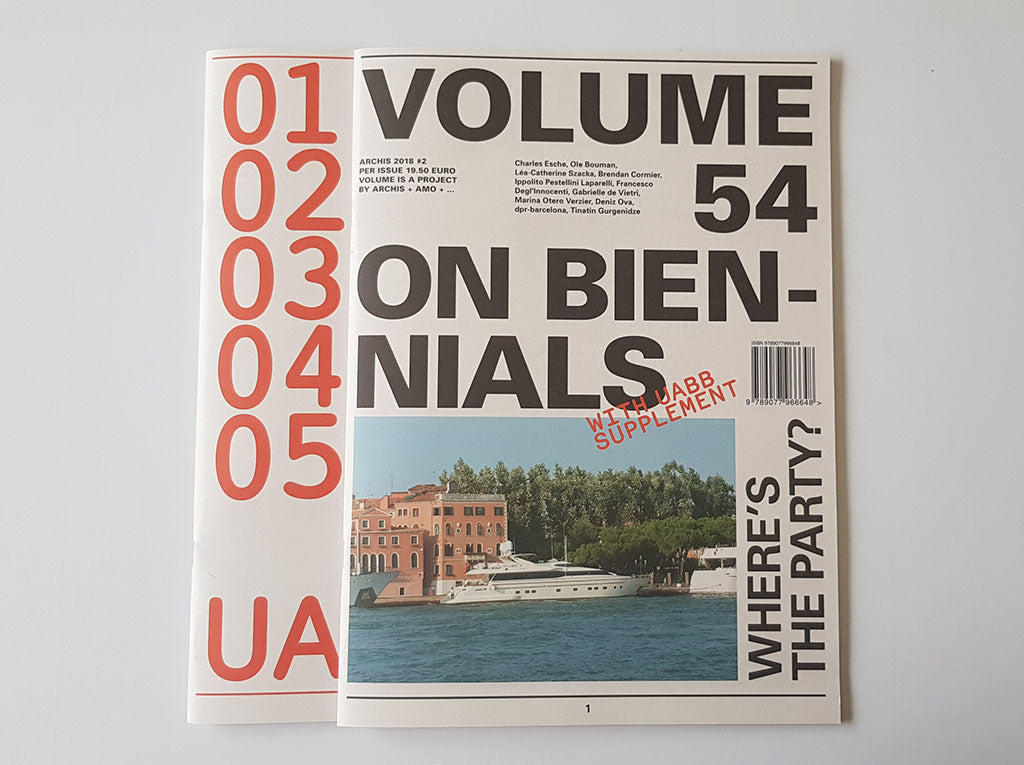 01
02
03
04
05
UA
VOLUME
54
ARCHIS 2018 #2
PER ISSUE 19.50 EURO
VOLUME IS A PROJECT
BY ARCHIS + AMO + ...
Charles Esche, Ole Bouman,
Léa-Catherine Szacka, Brendan Cormier,
Ippolito Pestellini Laparelli, Francesco
Degl'Innocenti, Gabrielle de Vietri,
Marina Otero Verzier, Deniz Ova,
dpr-barcelona, Tinatin Gurgenidze
ON BIEN-
NIALS
WITH UABB
SUPPLEMENT
ISBN 9789077966648
9 789077 966648 >
WHERE'S
THE PARTY?
1